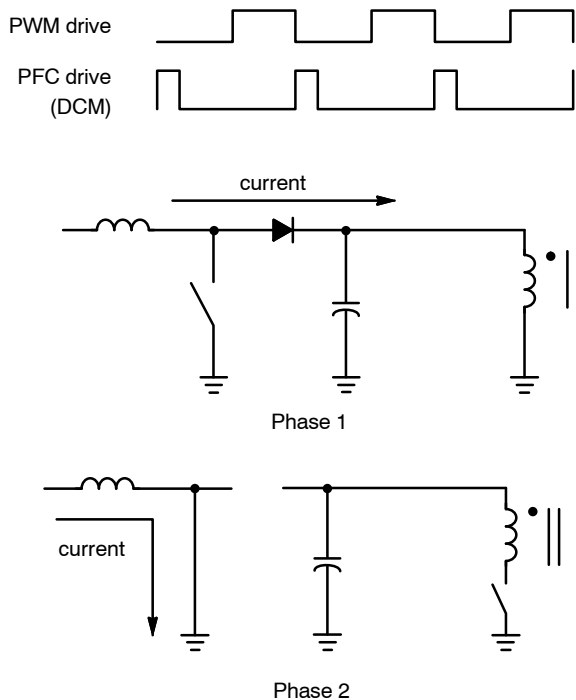 PWM drive
PFC drive
(DCM)
current
Phase 1
current
Phase 2